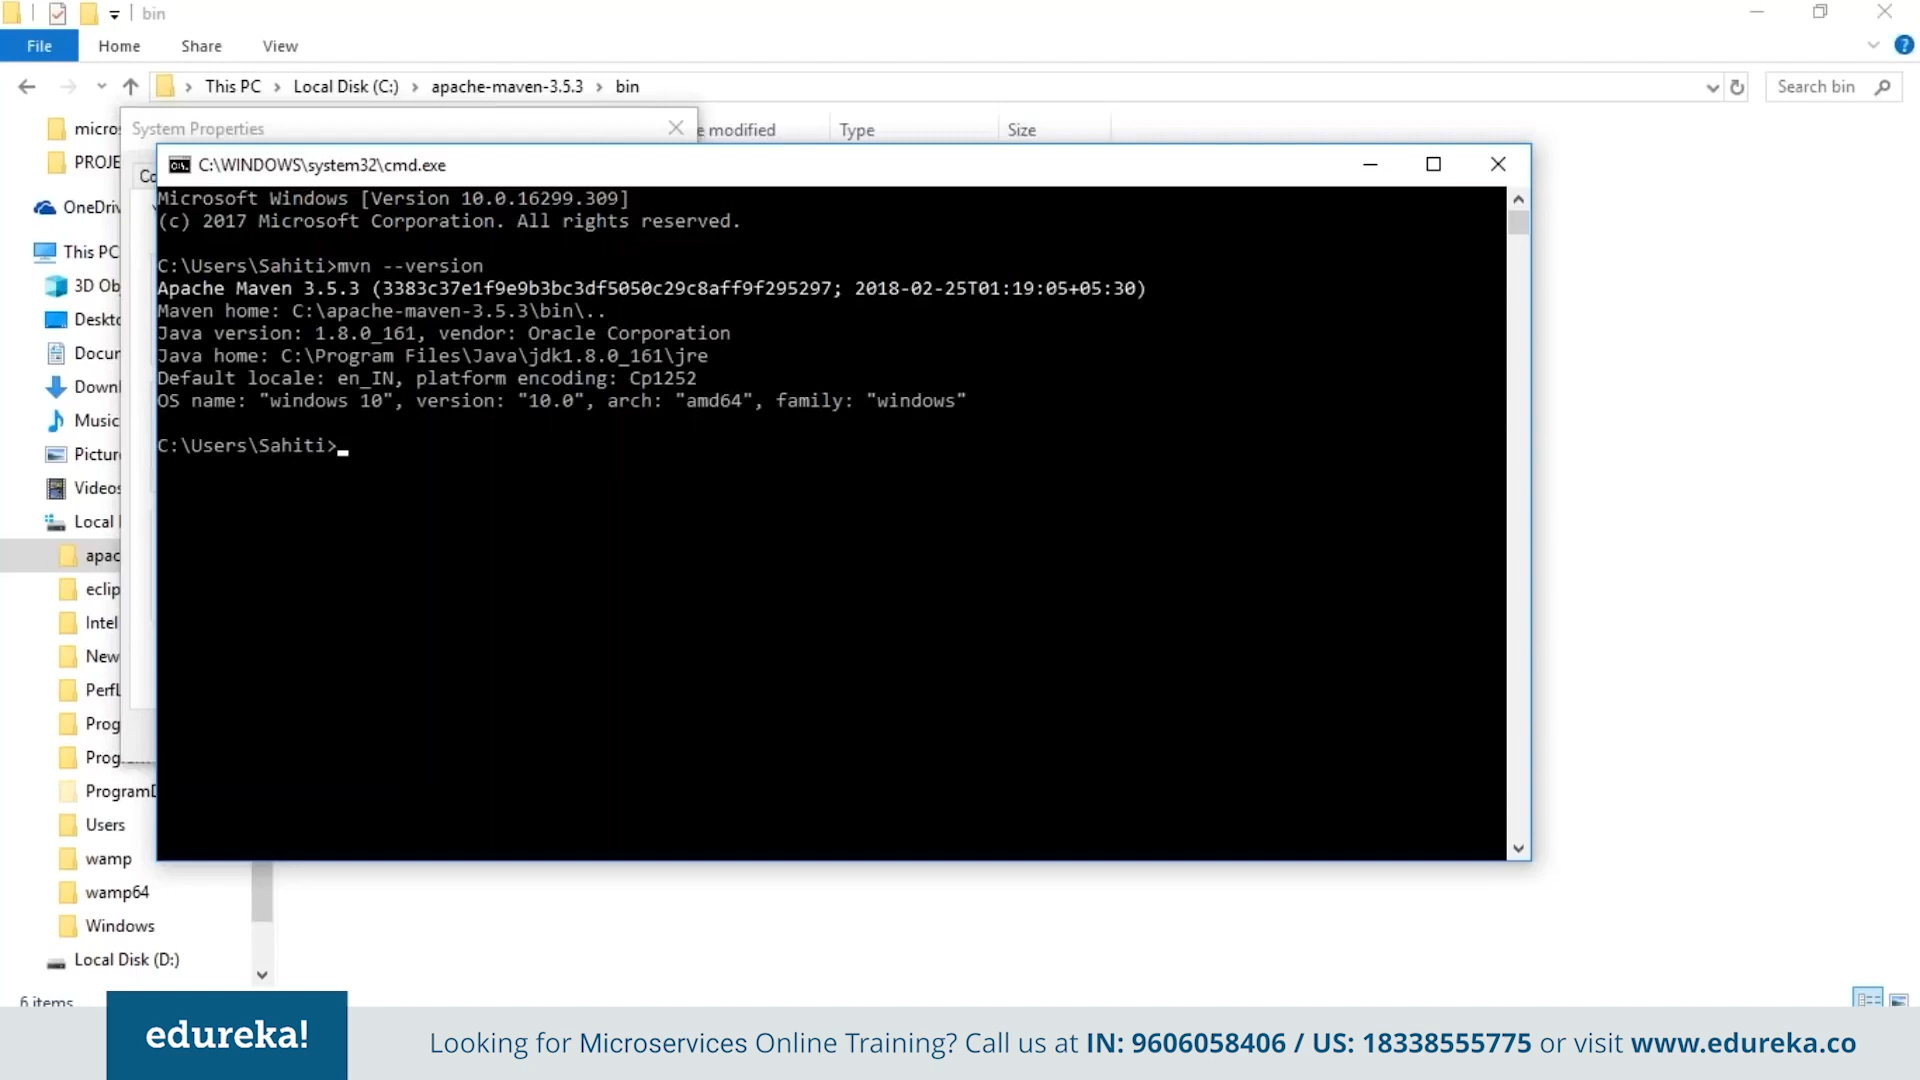 bin
File Home Share View
This PC > Local Disk (C:) > apache-maven-3.5.3 > bin
Search bin
System Properties
e modified Type Size
micro
PROJE
Co
OneDriv
This PC
3D Ob
Deskto
Docur
Downl
Music
Pictur
Videos
Local
apac
eclip
Intel
New
PerfL
Prog
Prog
ProgramD
Users
wamp
wamp64
Windows
Local Disk (D:)
6 items
C:\WINDOWS\system32\cmd.exe
Microsoft Windows [Version 10.0.16299.309]
(c) 2017 Microsoft Corporation. All rights reserved.
C:\Users\Sahiti>mvn --version
Apache Maven 3.5.3 (3383c37e1f9e9b3bc3df5050c29c8aff9f295297; 2018-02-25T01:19:05+05:30)
Maven home: C:\apache-maven-3.5.3\bin\..
Java version: 1.8.0_161, vendor: Oracle Corporation
Java home: C:\Program Files\Java\jdk1.8.0_161\jre
Default locale: en_IN, platform encoding: Cp1252
OS name: "windows 10", version: "10.0", arch: "amd64", family: "windows"
C:\Users\Sahiti>
edureka!
Looking for Microservices Online Training? Call us at IN: 9606058406 / US: 18338555775 or visit www.edureka.co